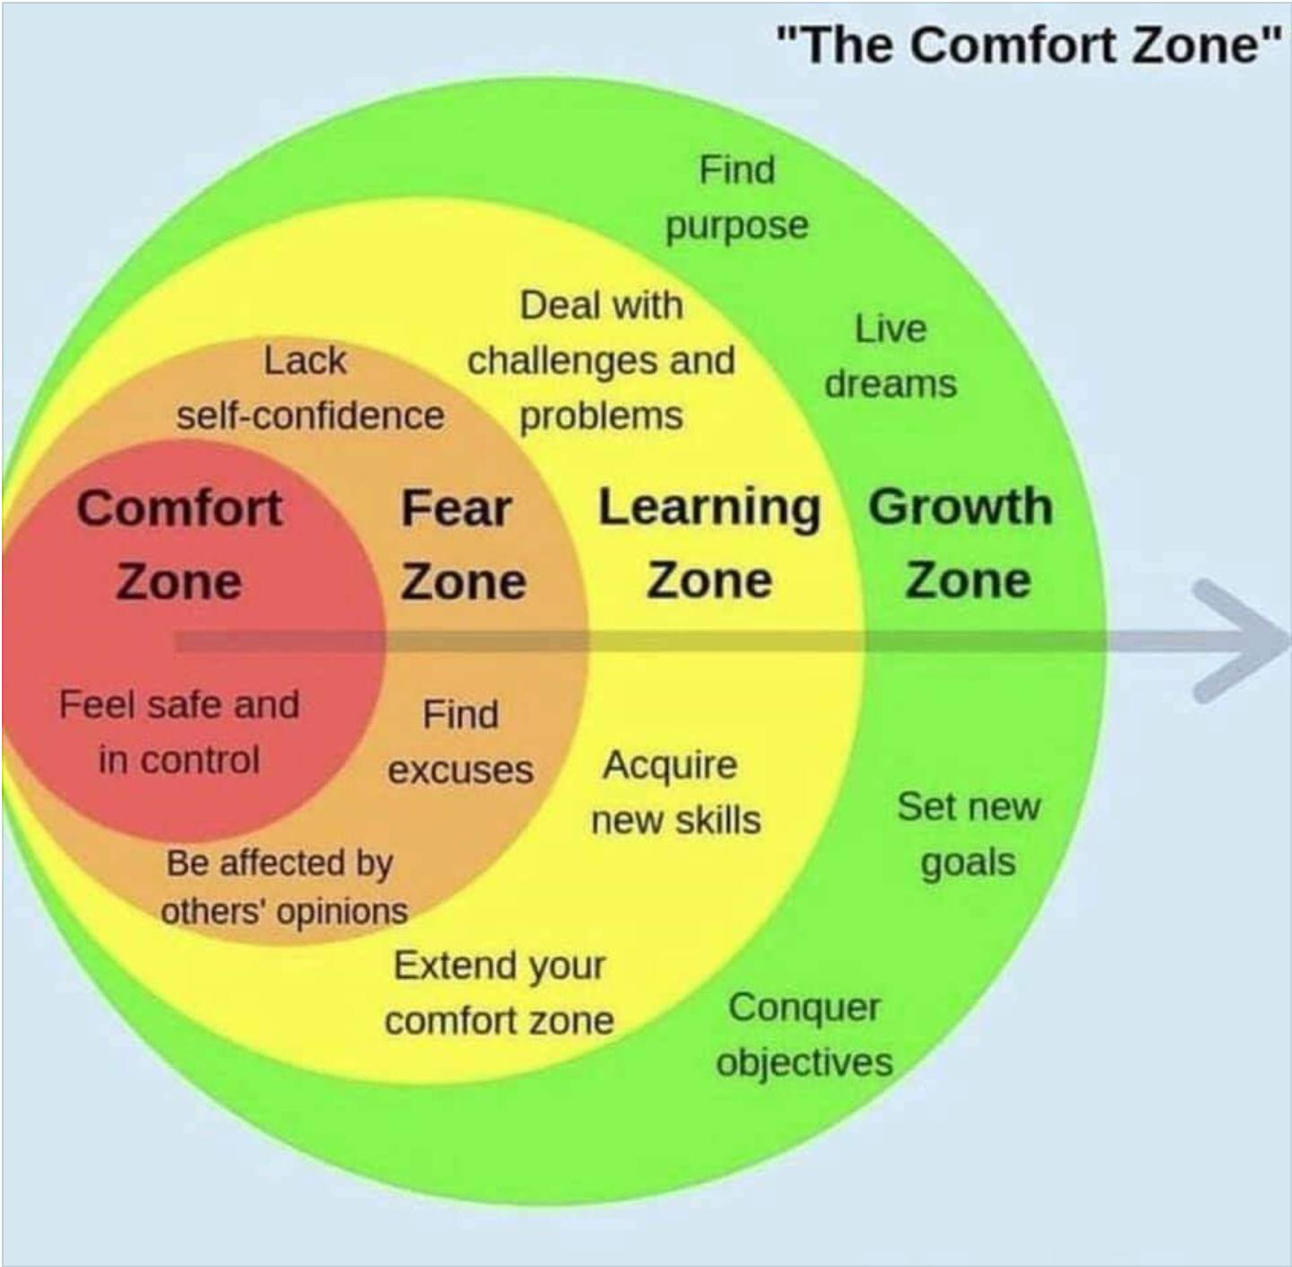 "The Comfort Zone"
Comfort
Zone
Feel safe and
in control
Fear
Zone
Lack
self-confidence
Find
excuses
Be affected by
others' opinions
Learning
Zone
Deal with
challenges and
problems
Acquire
new skills
Extend your
comfort zone
Growth
Zone
Find
purpose
Live
dreams
Set new
goals
Conquer
objectives